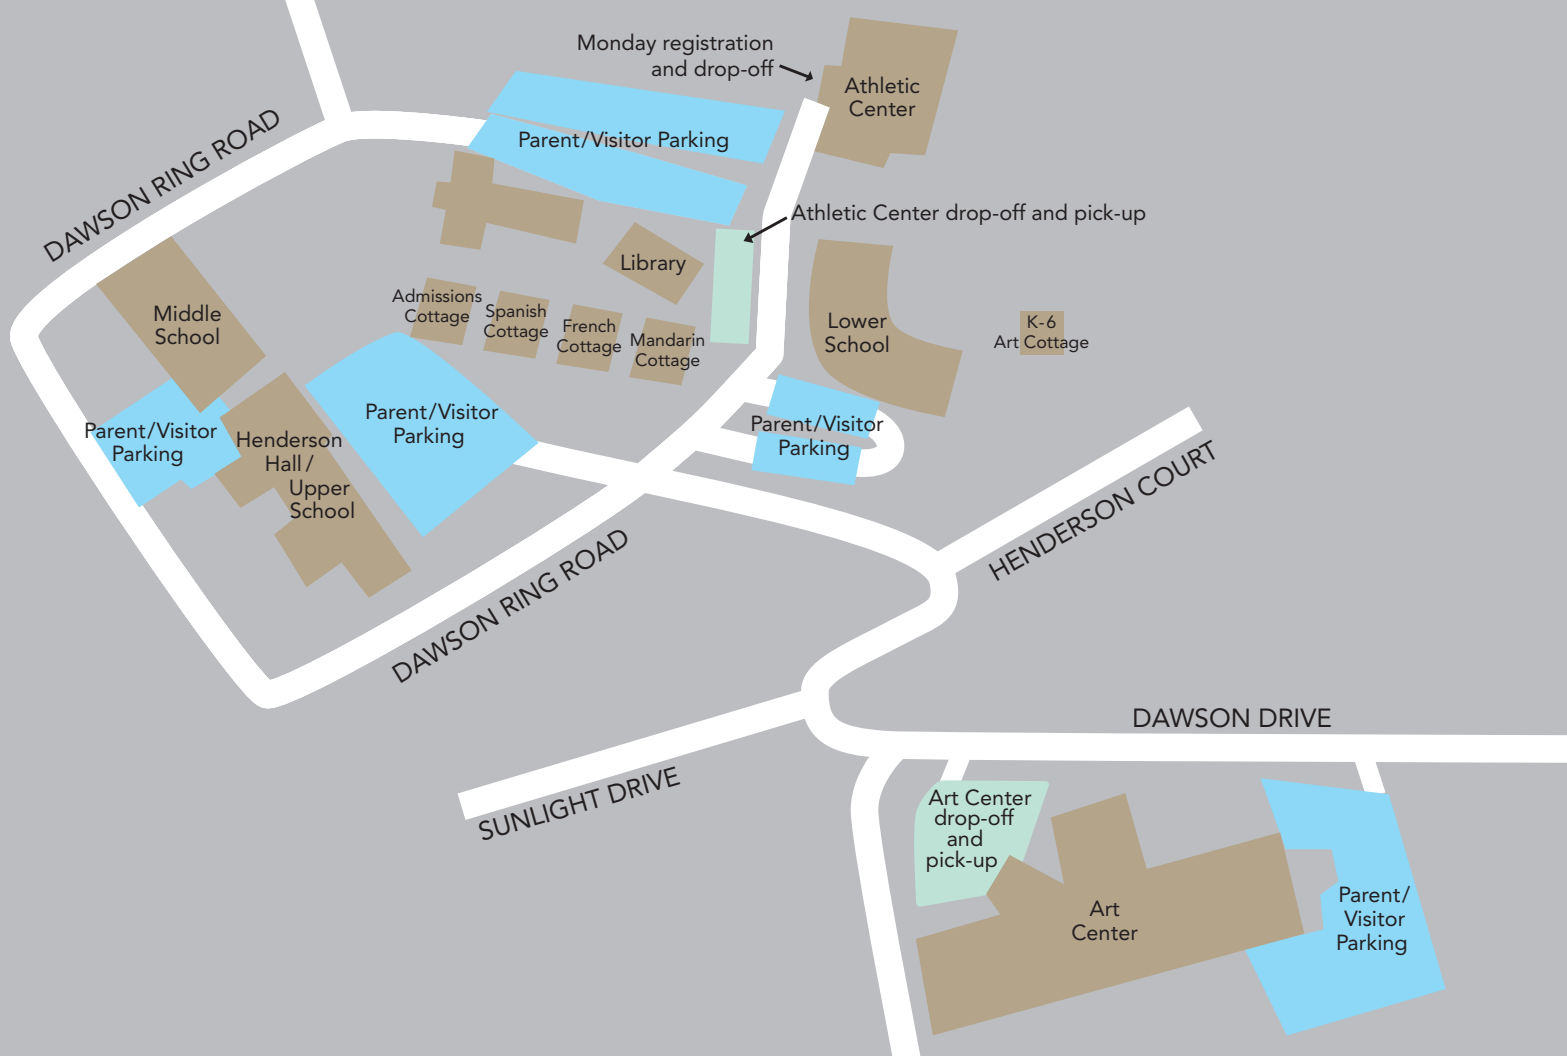 Monday registration
and drop-off
Athletic
Center
DAWSON RING ROAD
Parent/Visitor Parking
Athletic Center drop-off and pick-up
Library
Middle
School
Admissions
Cottage
Spanish
Cottage
French
Cottage
Mandarin
Cottage
Lower
School
K-6
Art Cottage
Parent/Visitor
Parking
Parent/Visitor
Parking
Parent/Visitor
Parking
Henderson
Hall/
Upper
School
HENDERSON COURT
DAWSON RING ROAD
DAWSON DRIVE
SUNLIGHT DRIVE
Art Center
drop-off
and
pick-up
Art
Center
Parent/
Visitor
Parking